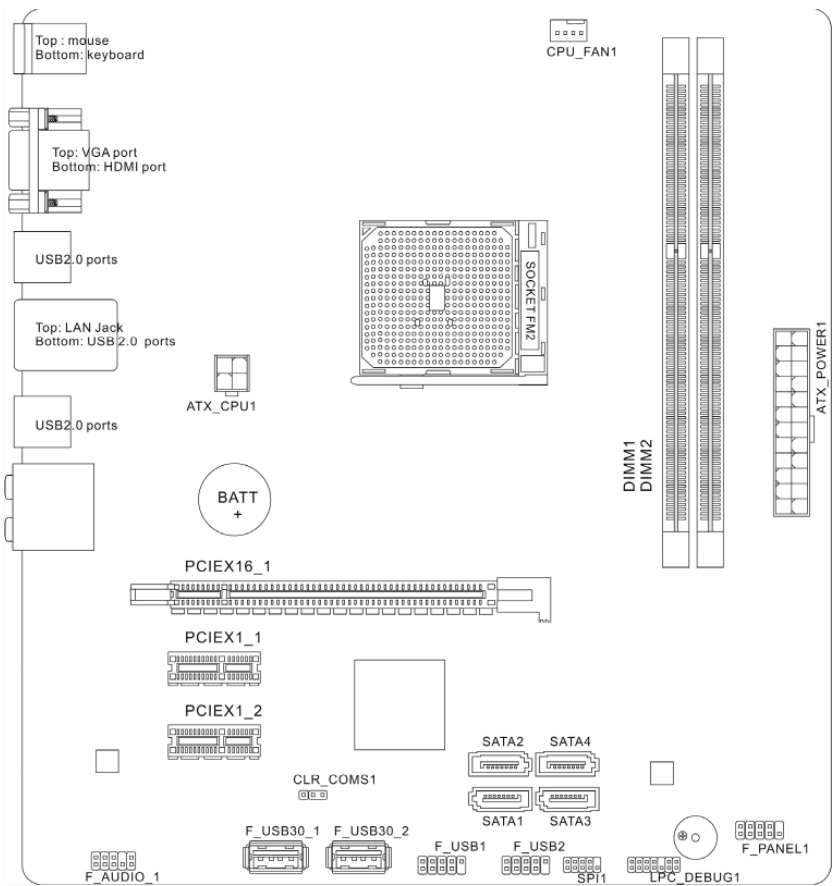 Top : mouse
Bottom: keyboard
CPU_FAN1
Top: VGA port
Bottom: HDMI port
USB2.0 ports
SOCKET FM2
Top: LAN Jack
Bottom: USB 2.0 ports
ATX_POWER1
ATX_CPU1
USB2.0 ports
DIMM1
DIMM2
BATT
+
PCIEX16_1
PCIEX1_1
PCIEX1_2
SATA2 SATA4
CLR_COMS1
SATA1 SATA3
F_USB30_1 F_USB30_2
F_USB1 F_USB2
F_PANEL1
F_AUDIO_1
SPI1
LPC_DEBUG1